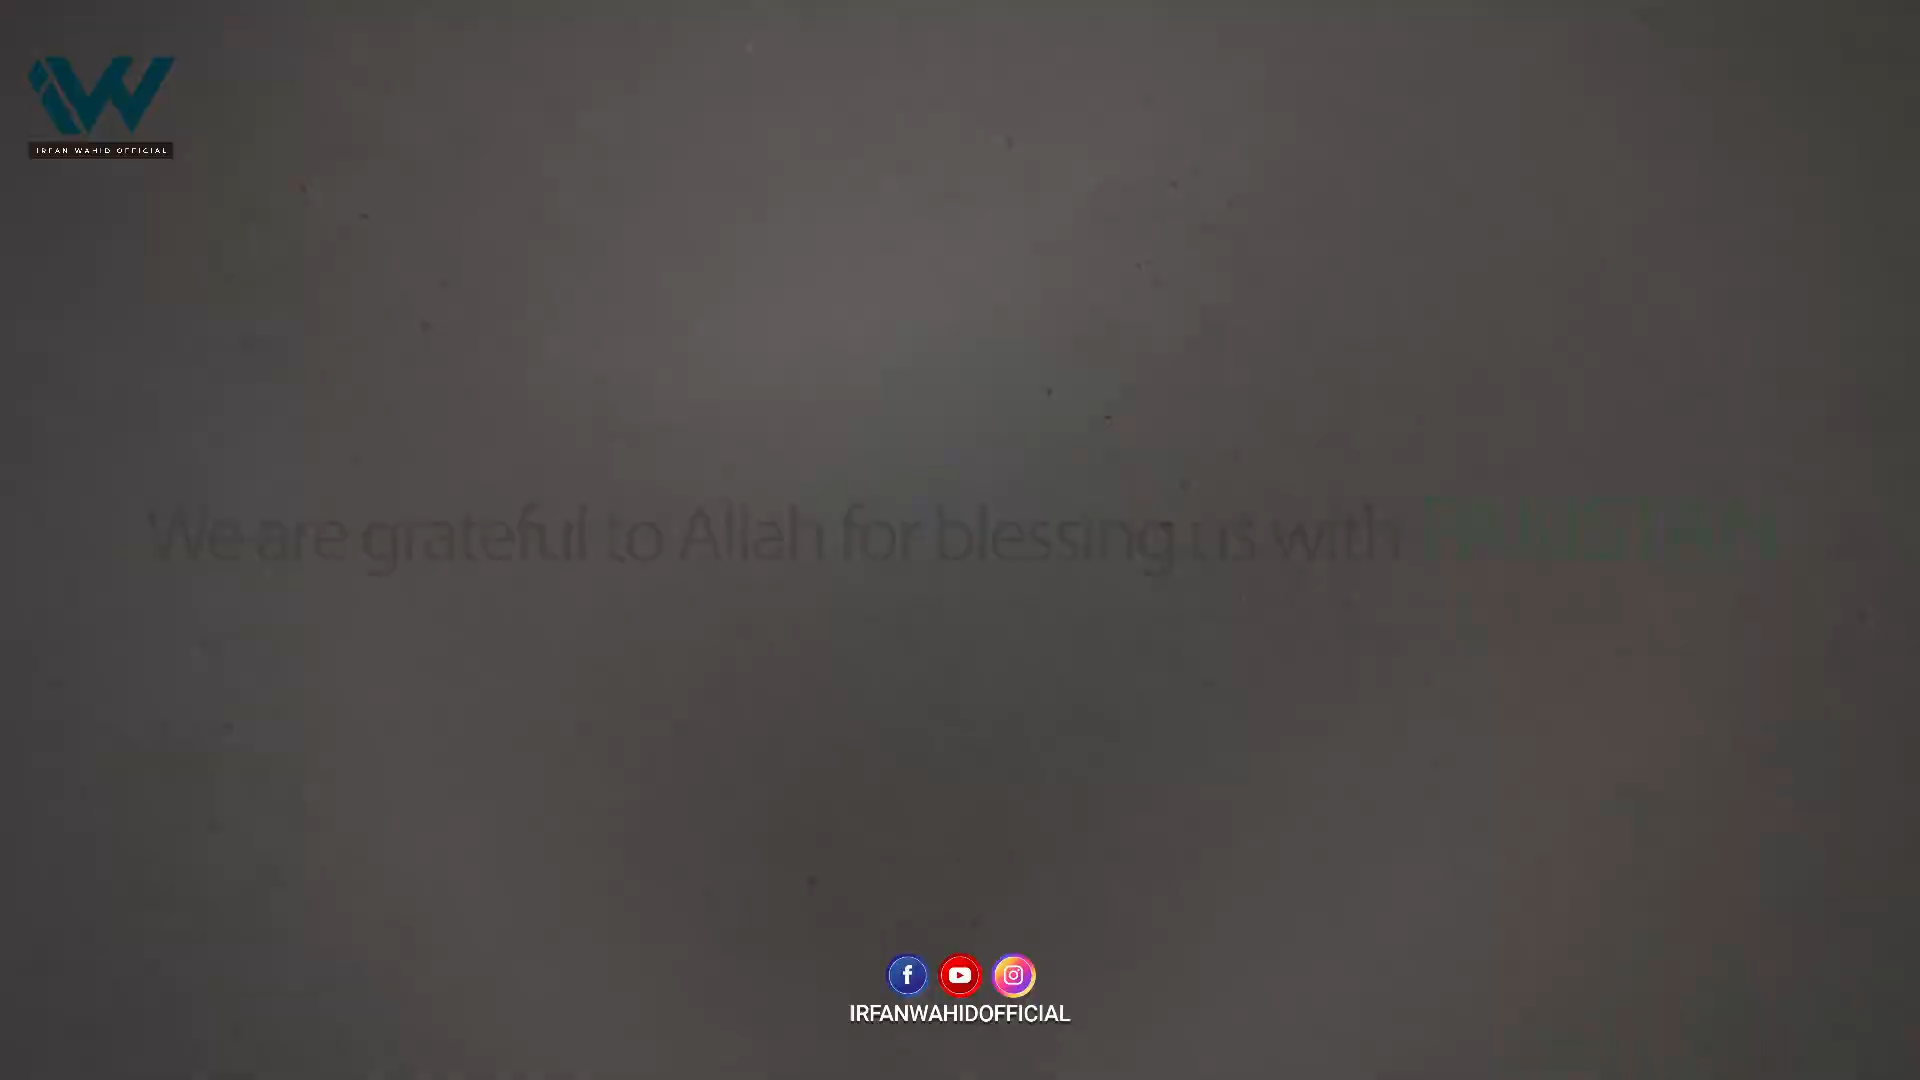 IRFAN WAHID OFFICIAL
We are grateful to Allah for blessing us with PAKISTAN
IRFANWAHIDOFFICIAL